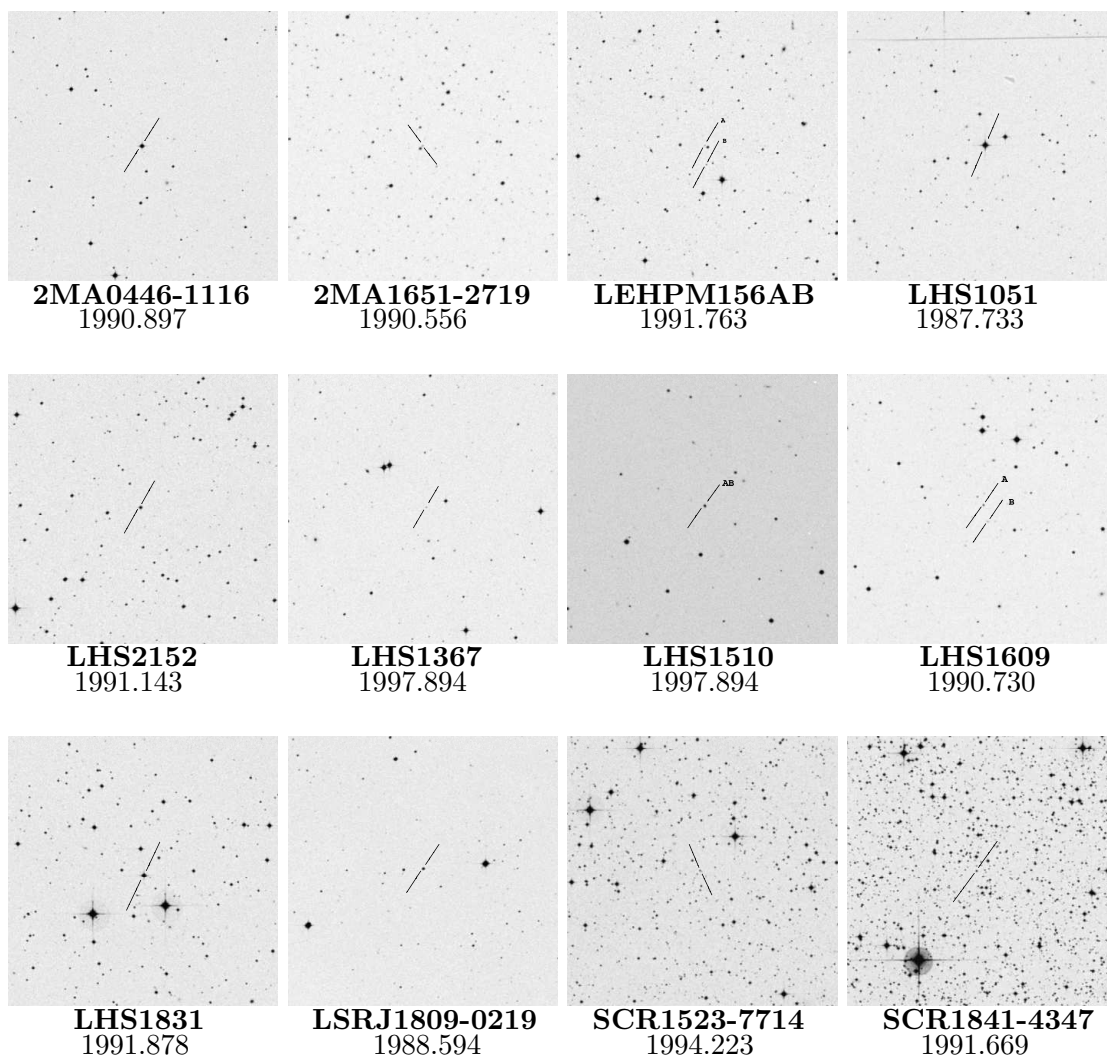 A
B
2MA0446-1116 2MA1651-2719 LEHPM156AB LHS1051
1990.897 1990.556 1991.763 1987.733
AB
A
B
LHS2152 LHS1367 LHS1510 LHS1609
1991.143 1997.894 1997.894 1990.730
LHS1831 LSRJ1809-0219 SCR1523-7714 SCR1841-4347
1991.878 1988.594 1994.223 1991.669